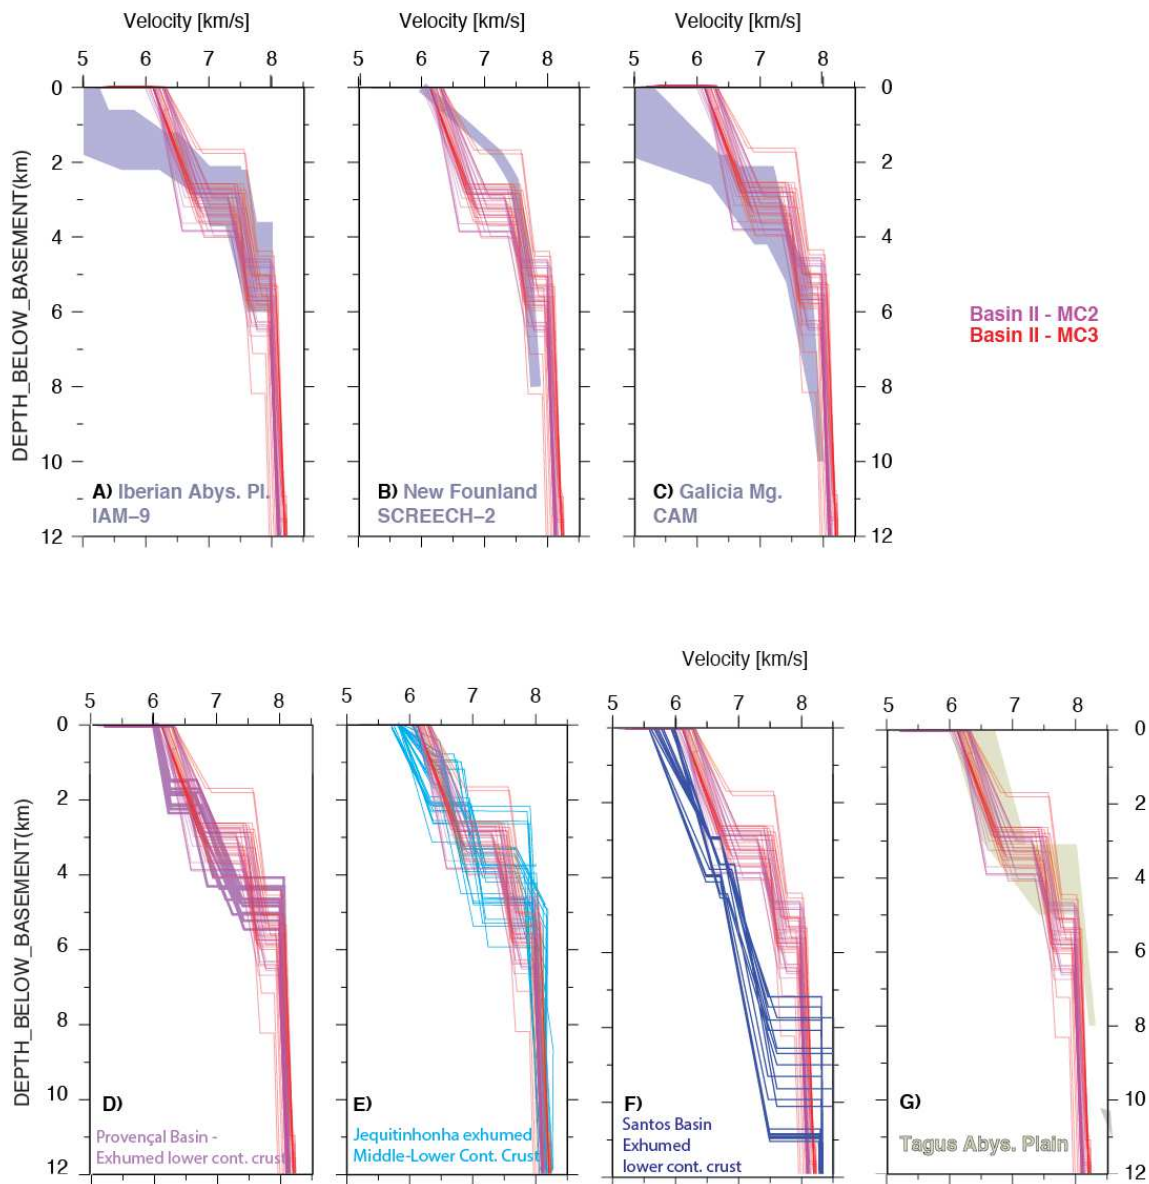 Velocity [km/s]
Velocity [km/s]
Velocity [km/s]
5 6 7 8
5 6 7 8
5 6 7 8
0
2
4
6
8
10
12
DEPTH_BELOW_BASEMENT(km)
0
2
4
6
8
10
12
A) Iberian Abys. Pl.
IAM–9
B) New Founland
SCREECH–2
C) Galicia Mg.
CAM
Basin II - MC2
Basin II - MC3
Velocity [km/s]
5 6 7 8
5 6 7 8
5 6 7 8
5 6 7 8
0
2
4
6
8
10
12
DEPTH_BELOW_BASEMENT(km)
0
2
4
6
8
10
12
D)
Provençal Basin -
Exhumed lower cont. crust
E)
Jequitinhonha exhumed
Middle-Lower Cont. Crust
F)
Santos Basin
Exhumed
lower cont. crust
G)
Tagus Abys. Plain